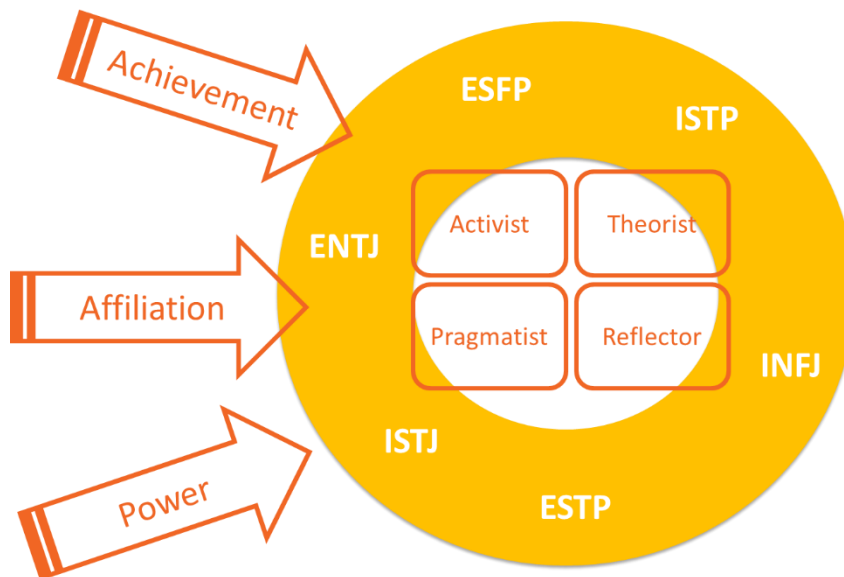 Achievement
ESFP
ISTP
Activist
Theorist
ENTJ
Affiliation
Pragmatist
Reflector
INFJ
ISTJ
Power
ESTP